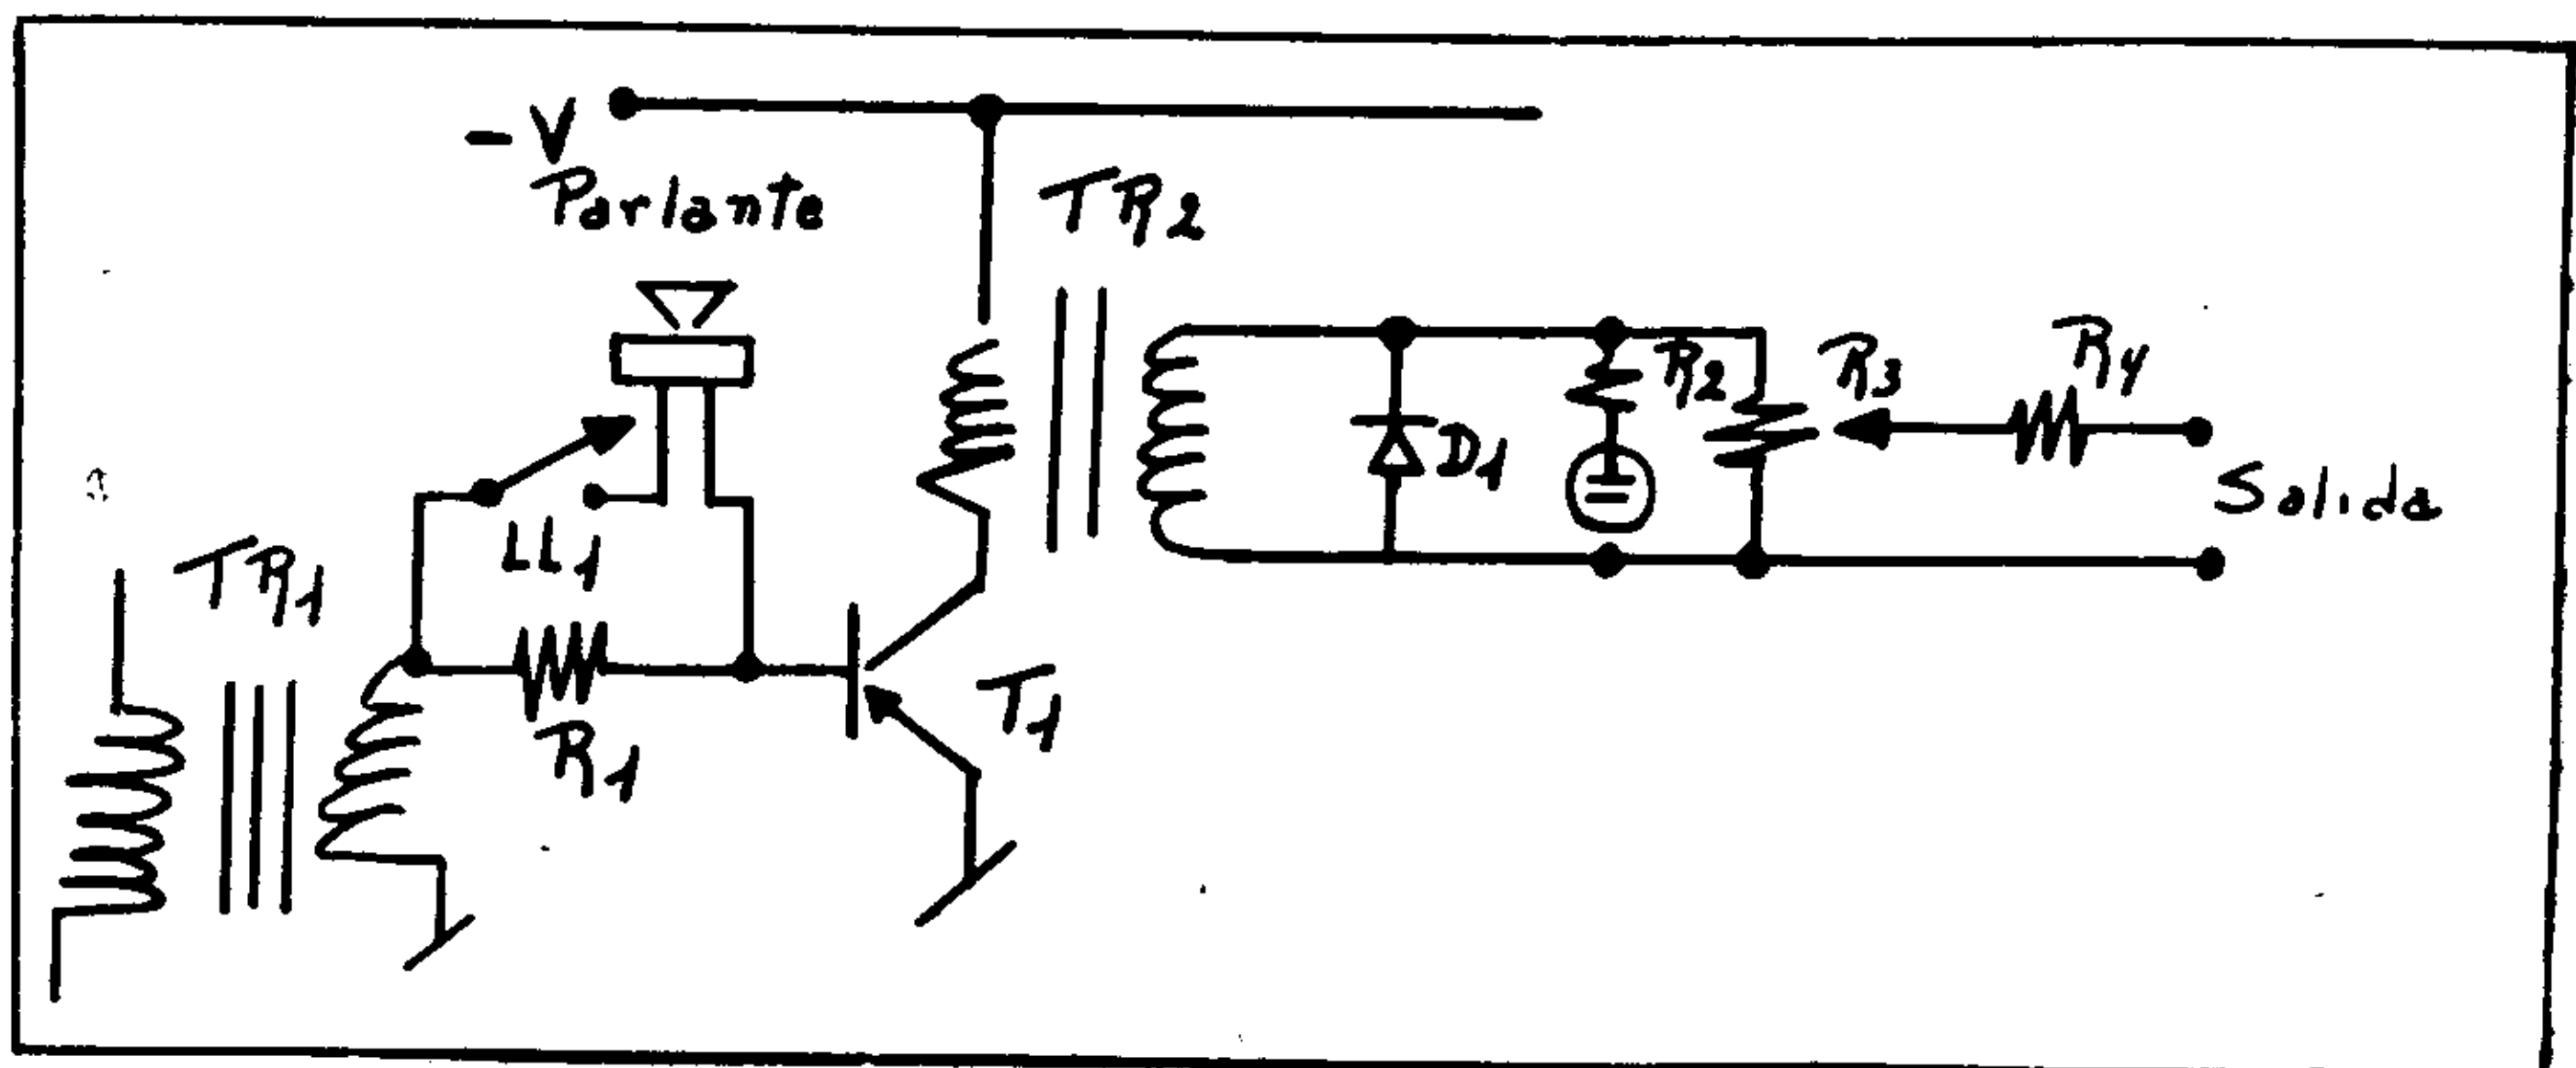 -V
Parlante
TR2
R2
R3
R4
D1
Salida
LL1
TR1
R1
T1